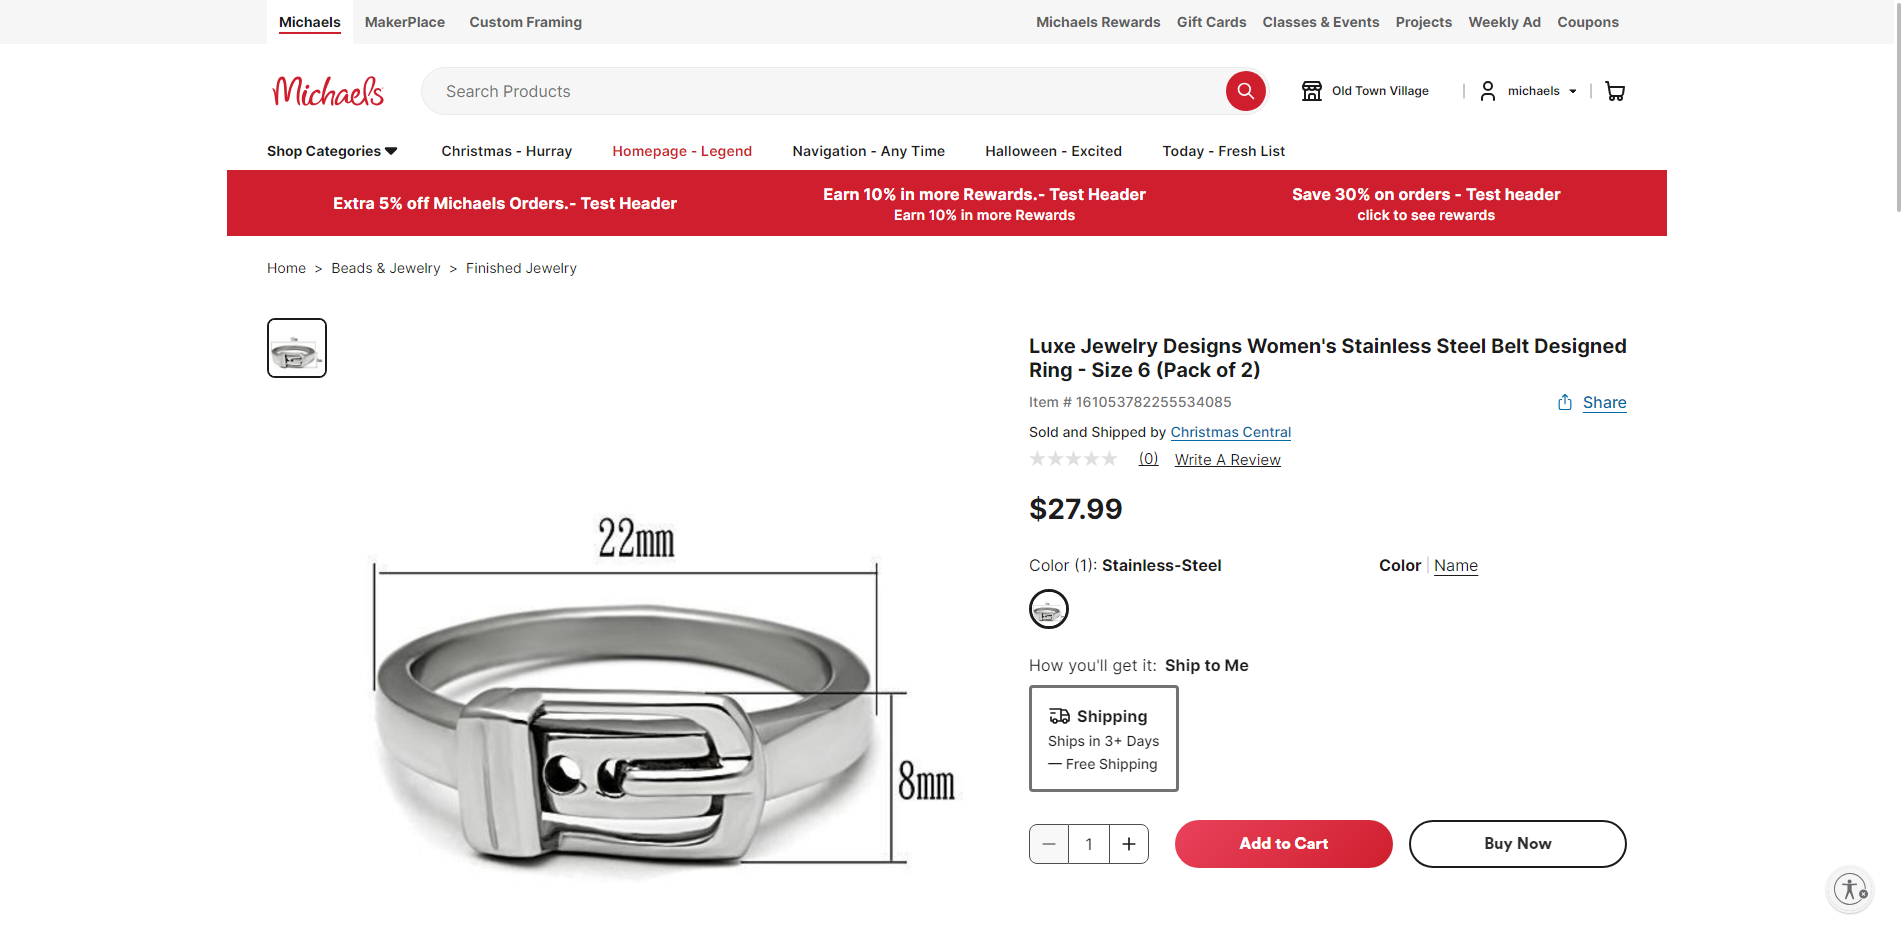 Michaels
MakerPlace
Custom Framing
Michaels Rewards
Gift Cards
Classes & Events
Projects
Weekly Ad
Coupons
Michaels
Search Products
Old Town Village
michaels
Shop Categories
Christmas - Hurray
Homepage - Legend
Navigation - Any Time
Halloween - Excited
Today - Fresh List
Extra 5% off Michaels Orders.- Test Header
Earn 10% in more Rewards.- Test Header
Earn 10% in more Rewards
Save 30% on orders - Test header
click to see rewards
Home > Beads & Jewelry > Finished Jewelry
Luxe Jewelry Designs Women's Stainless Steel Belt Designed
Ring - Size 6 (Pack of 2)
Item # 161053782255534085
Share
Sold and Shipped by Christmas Central
(0)
Write A Review
$27.99
Color (1): Stainless-Steel
Color | Name
How you'll get it: Ship to Me
Shipping
Ships in 3+ Days
— Free Shipping
1
Add to Cart
Buy Now
22mm
8mm